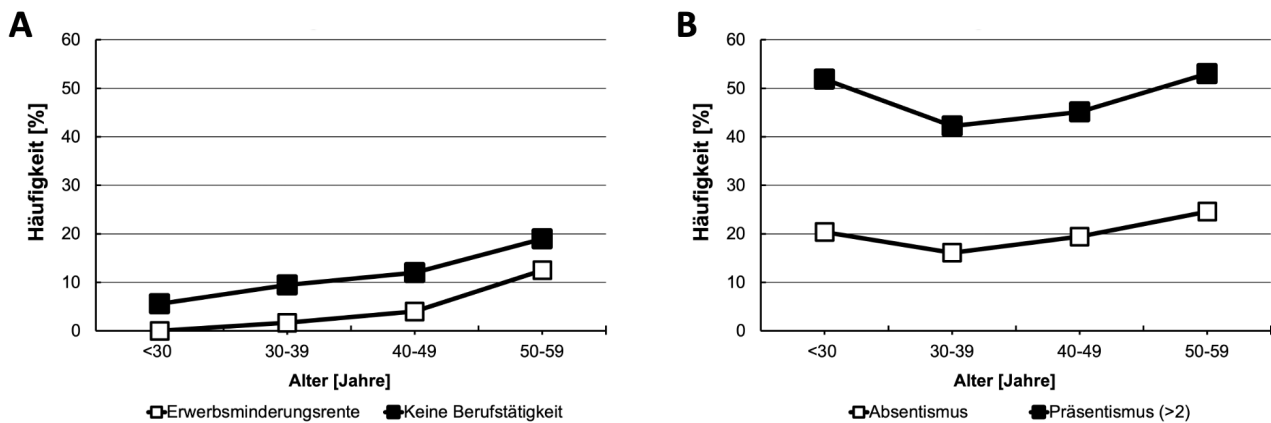 A
60
50
40
30
20
10
0
Häufigkeit [%]
<30 30-39 40-49 50-59
Alter [Jahre]
Erwerbsminderungsrente Keine Berufstätigkeit
B
60
50
40
30
20
10
0
Häufigkeit [%]
<30 30-39 40-49 50-59
Alter [Jahre]
Absentismus Präsentismus (>2)